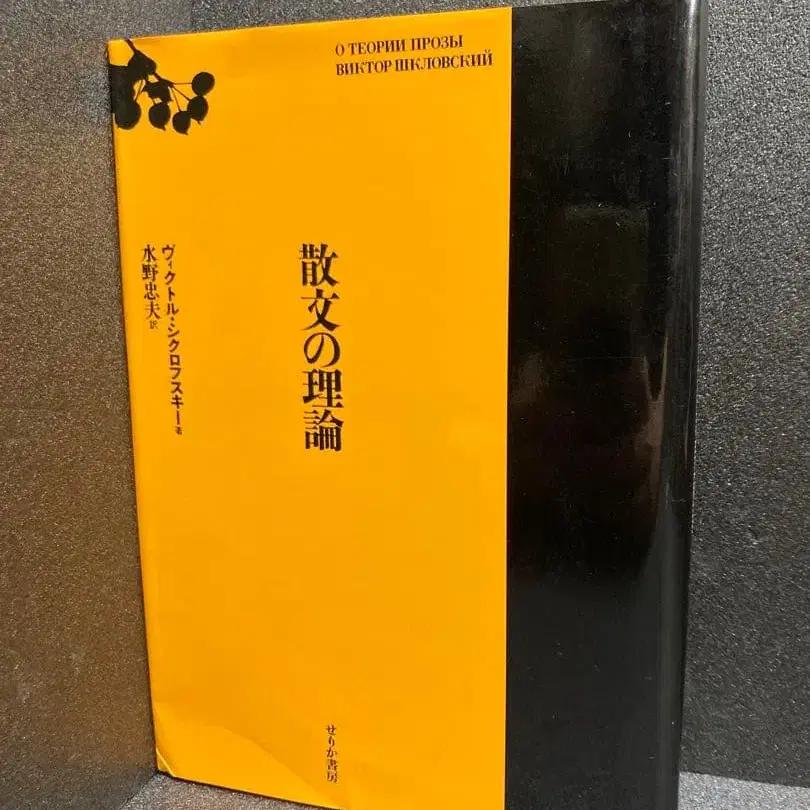 О ТЕОРИИ ПРОЗЫ
ВИКТОР ШКЛОВСКИЙ
散文の理論
ヴィクトル・シクロフスキー著
水野忠夫訳
せりか書房